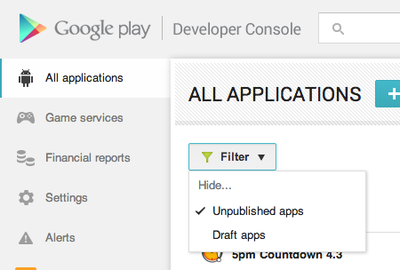 Google play
Developer Console
All applications
Game services
Financial reports
Settings
Alerts
ALL APPLICATIONS
Filter
Hide...
Unpublished apps
Draft apps
5pm Countdown 4.3